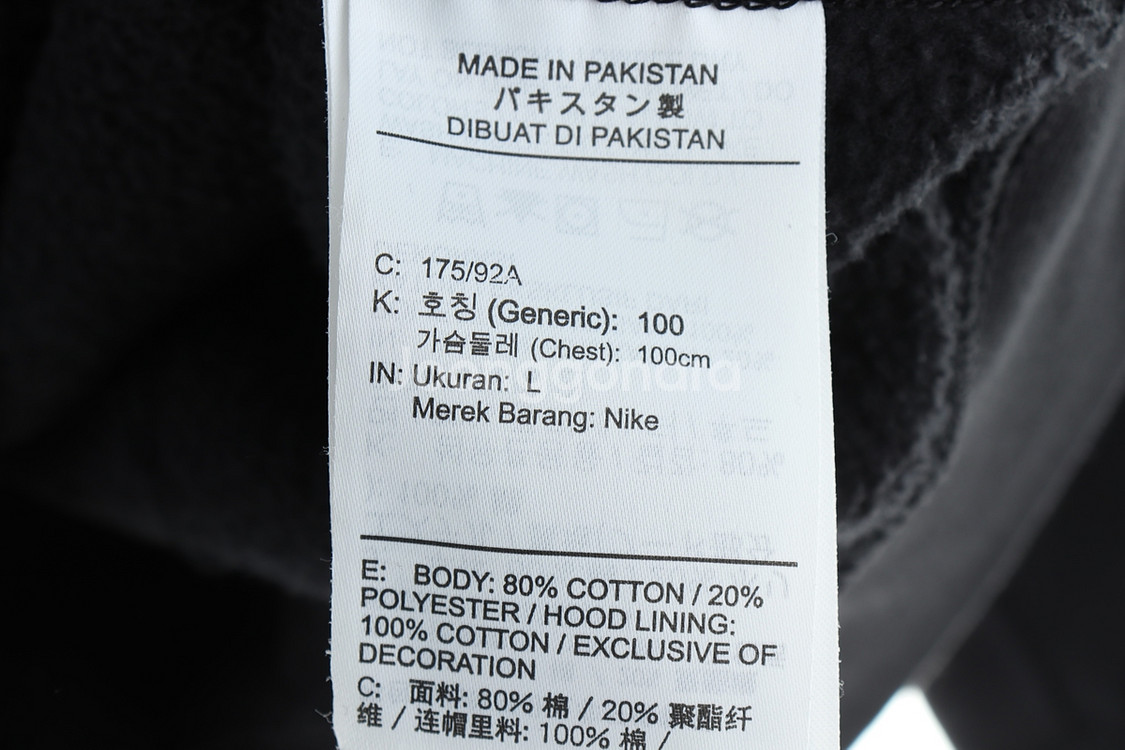 MADE IN PAKISTAN
パキスタン製
DIBUAT DI PAKISTAN
C: 175/92A
K: 호칭 (Generic): 100
가슴둘레 (Chest): 100cm
IN: Ukuran: L
Merek Barang: Nike
E: BODY: 80% COTTON / 20%
POLYESTER / HOOD LINING:
100% COTTON / EXCLUSIVE OF
DECORATION
C: 面料: 80% 棉 / 20% 聚酯纤
维 / 连帽里料: 100% 棉 /